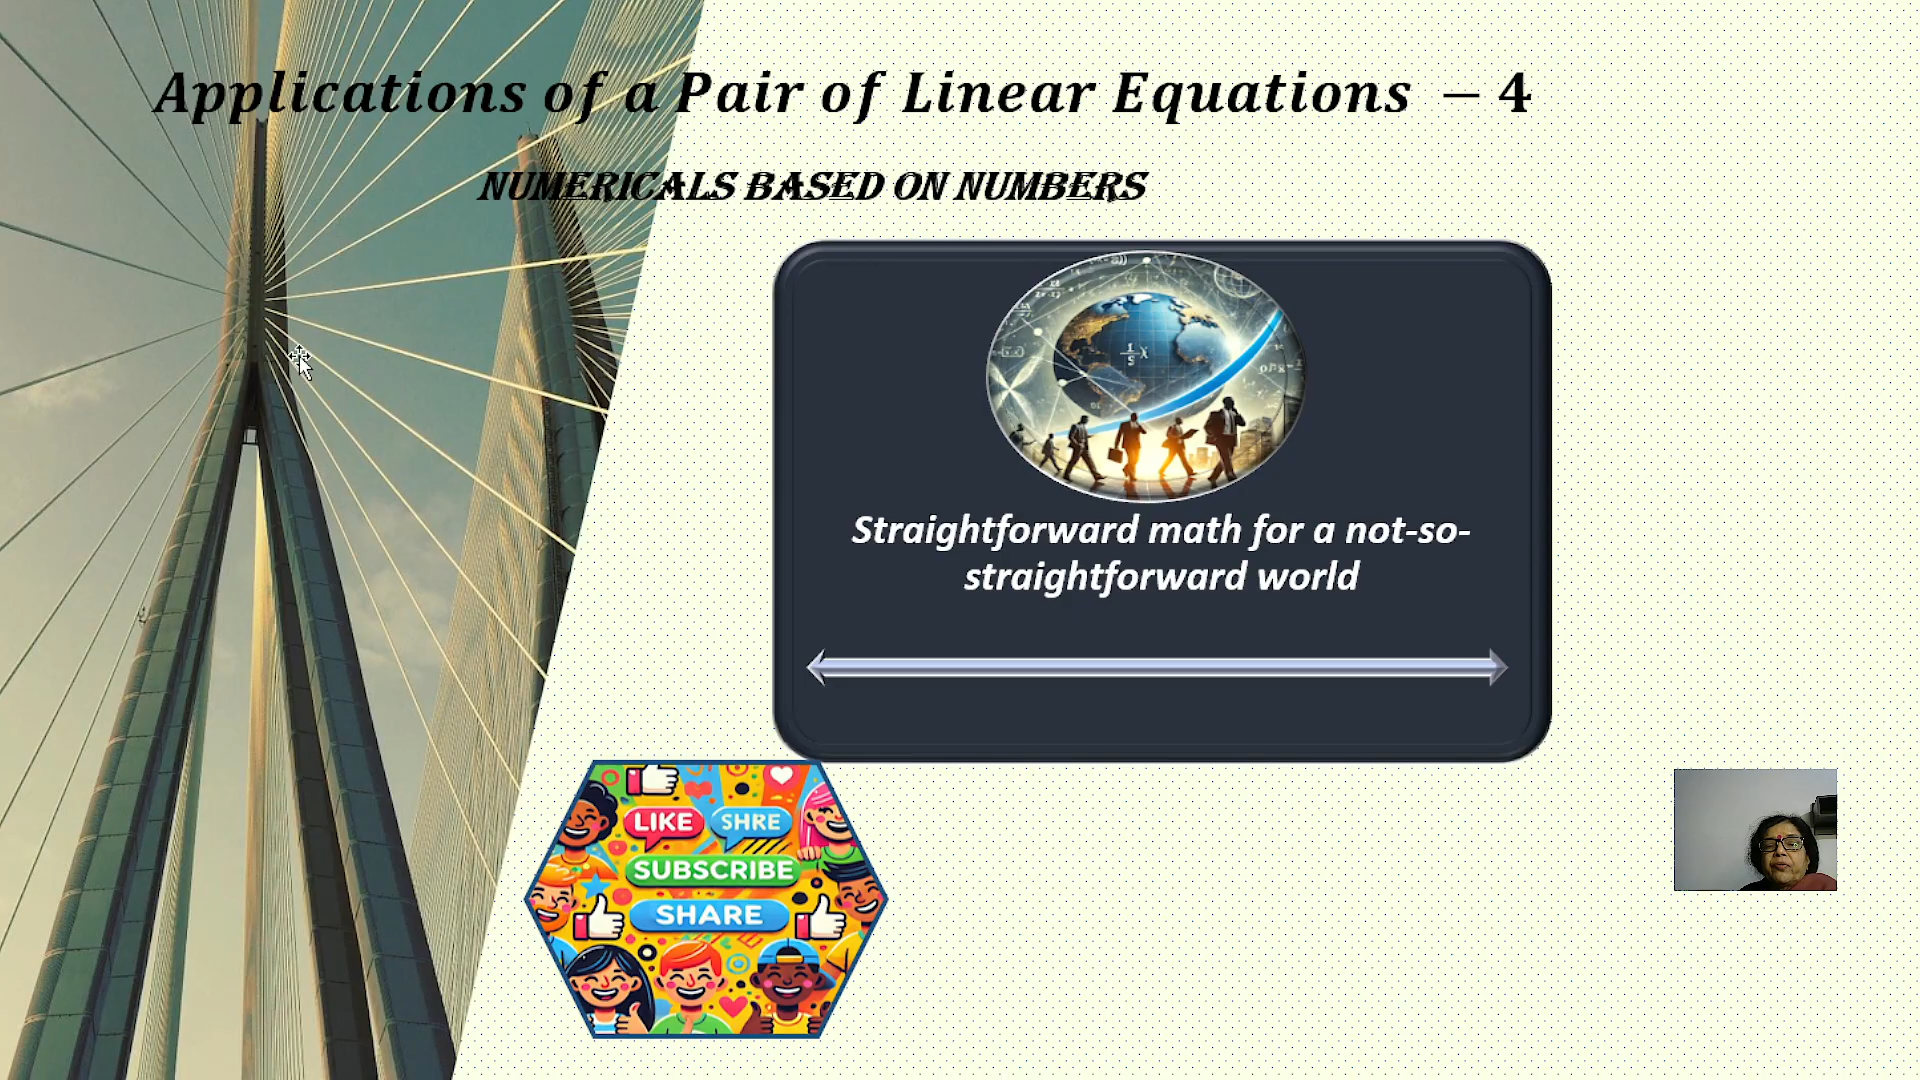 Applications of a Pair of Linear Equations – 4
NUMERICALS BASED ON NUMBERS
Straightforward math for a not-so-
straightforward world
LIKE SHRE
SUBSCRIBE
SHARE